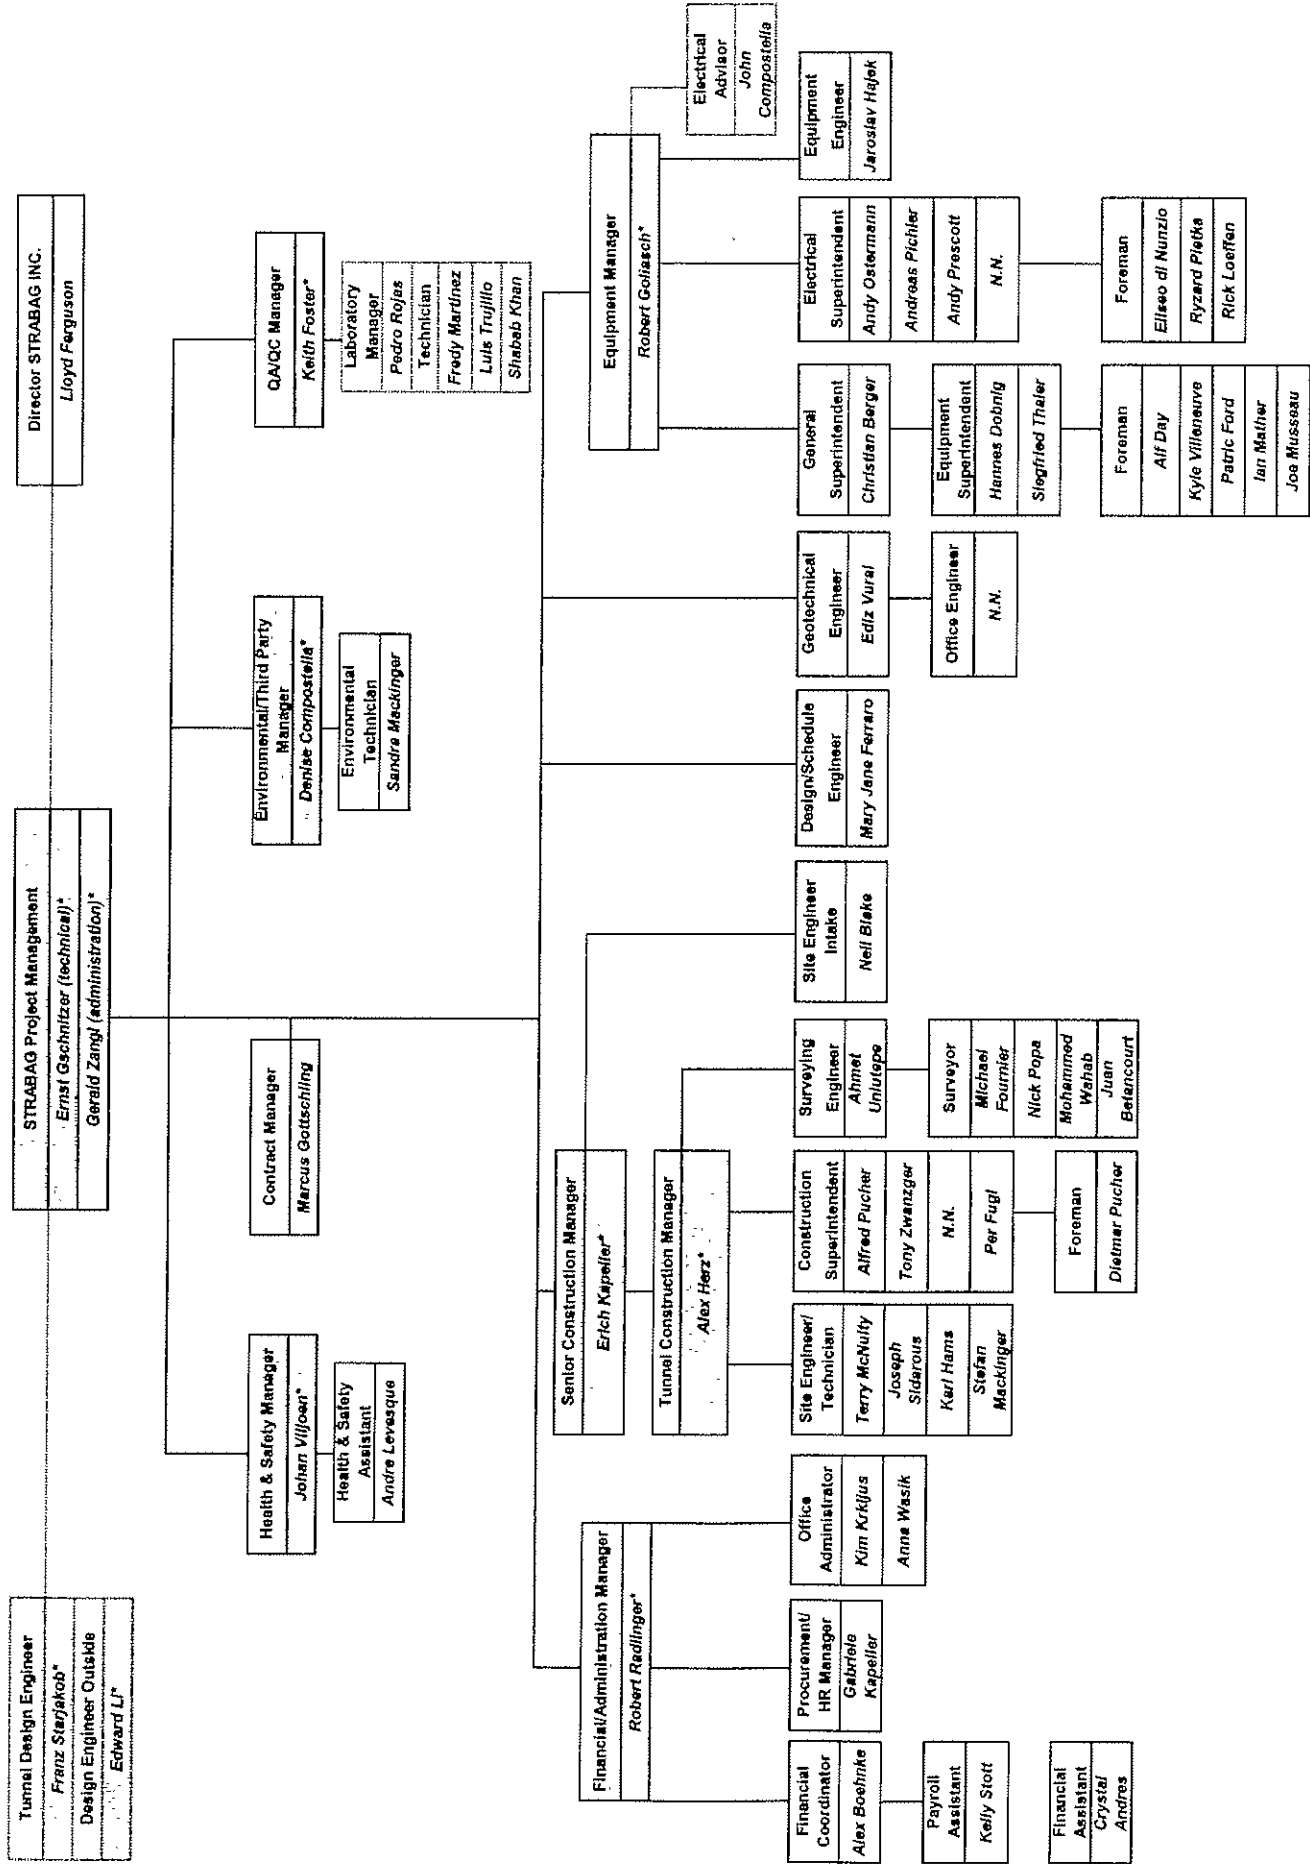 Tunnel Design Engineer
Franz Starjakob*
Design Engineer Outside
Edward Li*
STRABAG Project Management
Ernst Gschnitzer (technical)*
Gerald Zangl (administration)*
Director STRABAG INC.
Lloyd Ferguson
Health & Safety Manager
Johan Viljoen*
Health & Safety
Assistant
Andre Levesque
Contract Manager
Marcus Gottschling
Environmental/Third Party
Manager
Denise Compostella*
Environmental
Technician
Sandra Mackinger
QA/QC Manager
Keith Foster*
Laboratory
Manager
Pedro Rojas
Technician
Fredy Martinez
Luis Trujillo
Shabab Khan
Financial/Administration Manager
Robert Radlinger*
Senior Construction Manager
Erich Kapeller*
Tunnel Construction Manager
Alex Herz*
Equipment Manager
Robert Goliasch*
Electrical
Advisor
John
Compostella
Financial
Coordinator
Alex Boehnke
Payroll
Assistant
Kelly Stott
Financial
Assistant
Crystal
Andres
Procurement/
HR Manager
Gabriele
Kapeller
Office
Administrator
Kim Krkljus
Anna Wasik
Site Engineer/
Technician
Terry McNulty
Joseph
Siderous
Karl Hams
Stefan
Mackinger
Construction
Superintendent
Alfred Pucher
Tony Zwanzger
N.N.
Per Fugl
Foreman
Dietmar Pucher
Surveying
Engineer
Ahmet
Unlutepe
Surveyor
Michael
Fournier
Nick Popa
Mohammed
Wahab
Juan
Betancourt
Site Engineer
Intake
Neil Blake
Design/Schedule
Engineer
Mary Jane Ferraro
Geotechnical
Engineer
Ediz Vural
Office Engineer
N.N.
General
Superintendent
Christian Berger
Equipment
Superintendent
Hannes Dobnig
Siegfried Thaler
Foreman
Alf Day
Kyle Villeneuve
Patric Ford
Ian Mather
Joe Musseau
Electrical
Superintendent
Andy Ostermann
Andreas Pichler
Andy Prescott
N.N.
Foreman
Eliseo di Nunzio
Ryzard Pietka
Rick Loeffen
Equipment
Engineer
Jaroslav Hajek